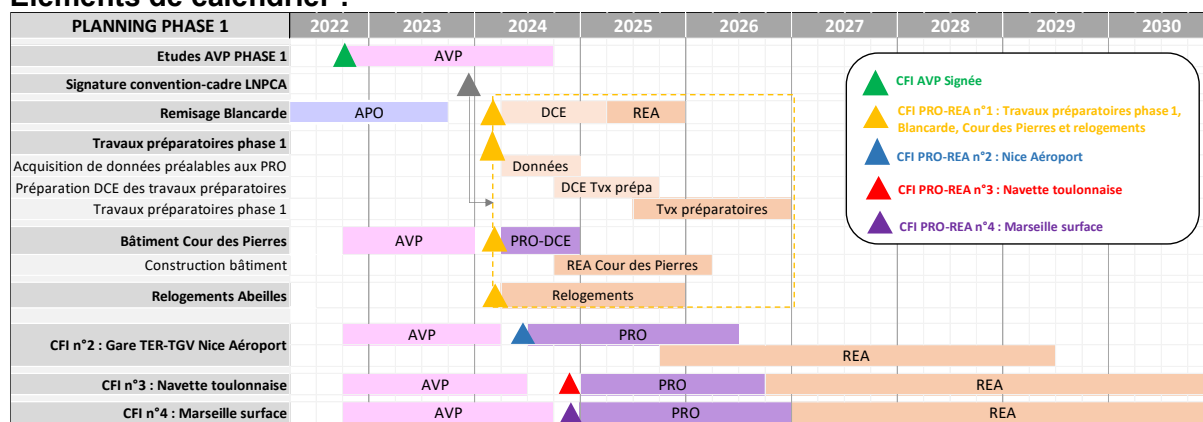 Eléments de calendrier :
PLANNING PHASE 1 2022 2023 2024 2025 2026 2027 2028 2029 2030
Etudes AVP PHASE 1 AVP
Signature convention-cadre LNPCA
Remisage Blancarde APO DCE REA
Travaux préparatoires phase 1
Acquisition de données préalables aux PRO Données
Préparation DCE des travaux préparatoires DCE Tvx prépa
Travaux préparatoires phase 1 Tvx préparatoires
Bâtiment Cour des Pierres AVP PRO-DCE
Construction bâtiment REA Cour des Pierres
Relogements Abeilles Relogements
CFI n°2 : Gare TER-TGV Nice Aéroport AVP PRO
REA
CFI n°3 : Navette toulonnaise AVP PRO REA
CFI n°4 : Marseille surface AVP PRO REA
CFI AVP Signée
CFI PRO-REA n°1 : Travaux préparatoires phase 1,
Blancarde, Cour des Pierres et relogements
CFI PRO-REA n°2 : Nice Aéroport
CFI PRO-REA n°3 : Navette toulonnaise
CFI PRO-REA n°4 : Marseille surface